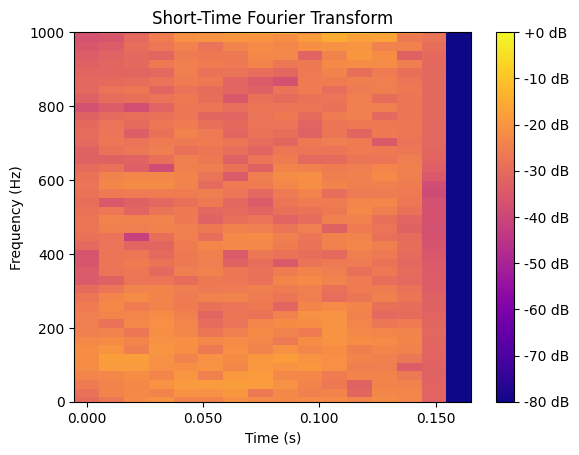 Short-Time Fourier Transform
Frequency (Hz)
1000
800
600
400
200
0
0.000
0.050
0.100
0.150
Time (s)
+0 dB
-10 dB
-20 dB
-30 dB
-40 dB
-50 dB
-60 dB
-70 dB
-80 dB